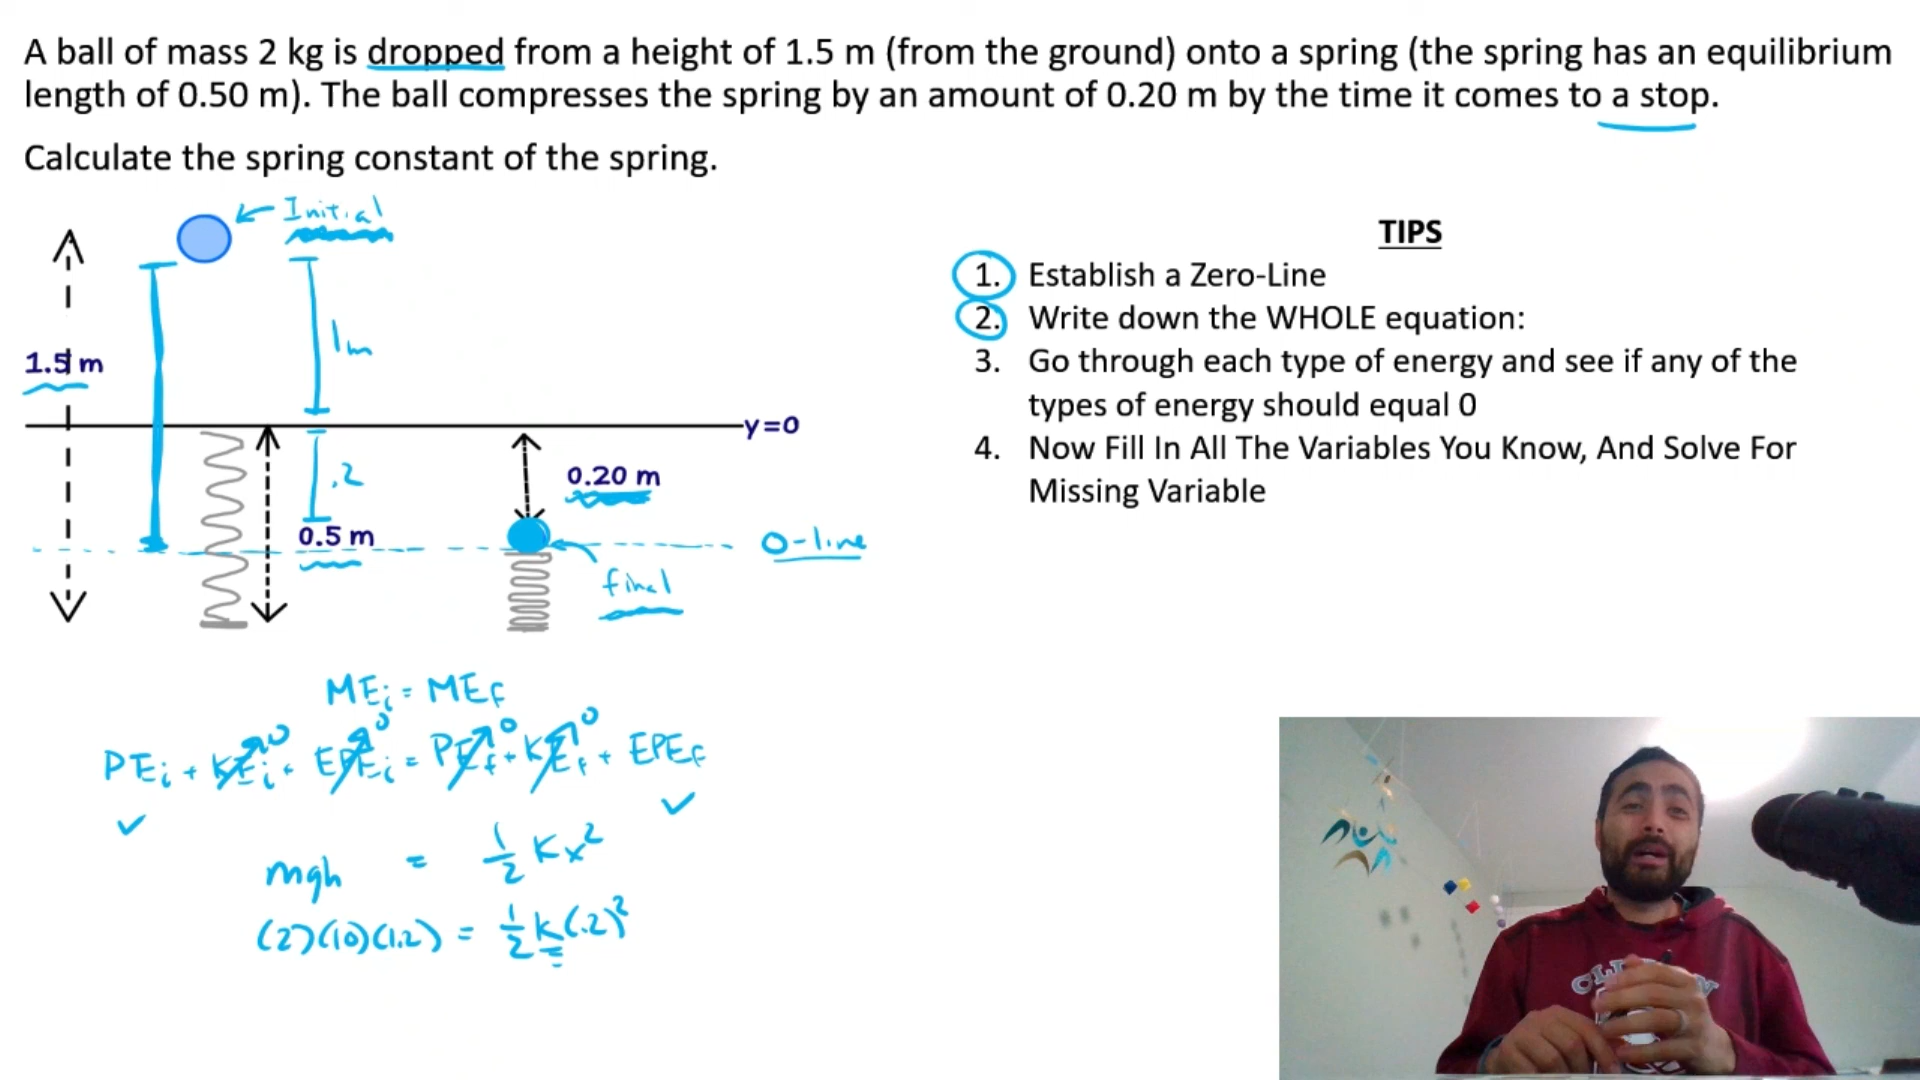 A ball of mass 2 kg is dropped from a height of 1.5 m (from the ground) onto a spring (the spring has an equilibrium
length of 0.50 m). The ball compresses the spring by an amount of 0.20 m by the time it comes to a stop.
Calculate the spring constant of the spring.
Initial
1.5 m
1m
y=0
.2
0.5 m
0.20 m
0-line
final
TIPS
1. Establish a Zero-Line
2. Write down the WHOLE equation:
3. Go through each type of energy and see if any of the
types of energy should equal 0
4. Now Fill In All The Variables You Know, And Solve For
Missing Variable
MEi = MEf
PEi + KEi 0 + EPEi 0 = PEf 0 + KEf 0 + EPEf
mgh = 1/2 Kx²
(2)(10)(1.2) = 1/2 K(.2)²